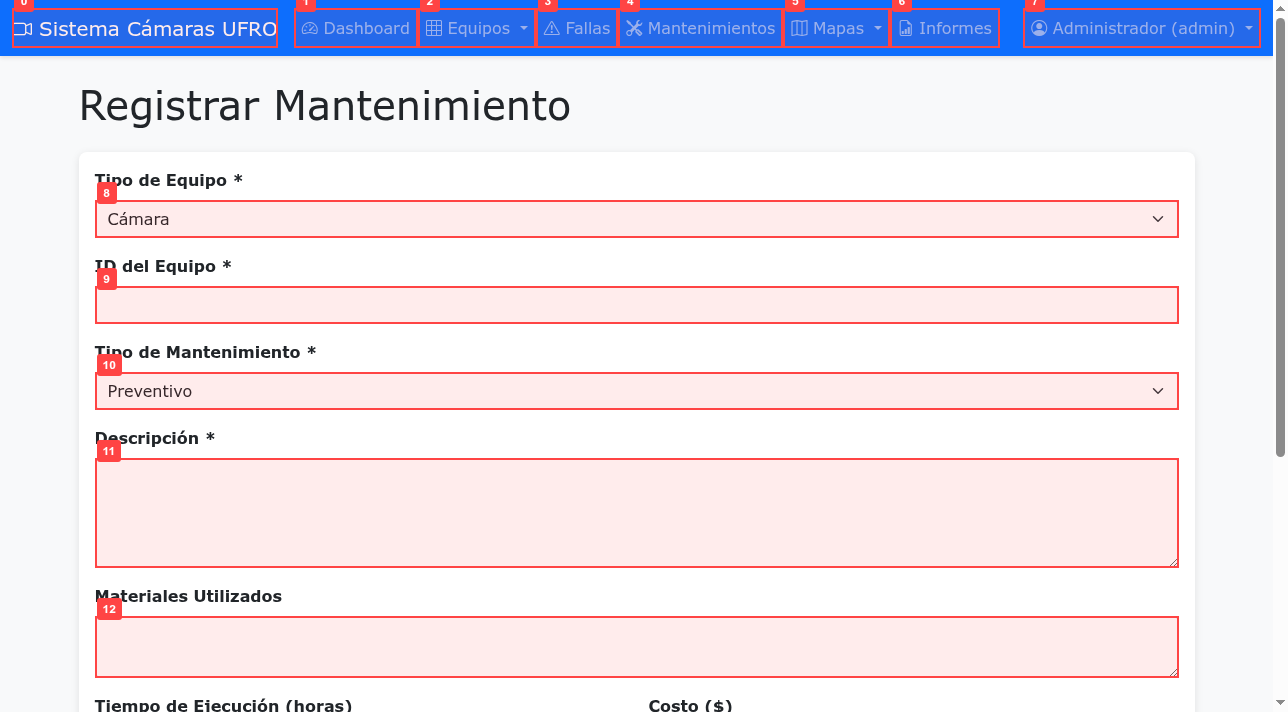 0 1 2 3 4 5 6 7
Sistema Cámaras UFRO Dashboard Equipos Fallas Mantenimientos Mapas Informes Administrador (admin)
Registrar Mantenimiento
Tipo de Equipo *
8
Cámara
ID del Equipo *
9
Tipo de Mantenimiento *
10
Preventivo
Descripción *
11
Materiales Utilizados
12
Tiempo de Ejecución (horas) Costo ($)